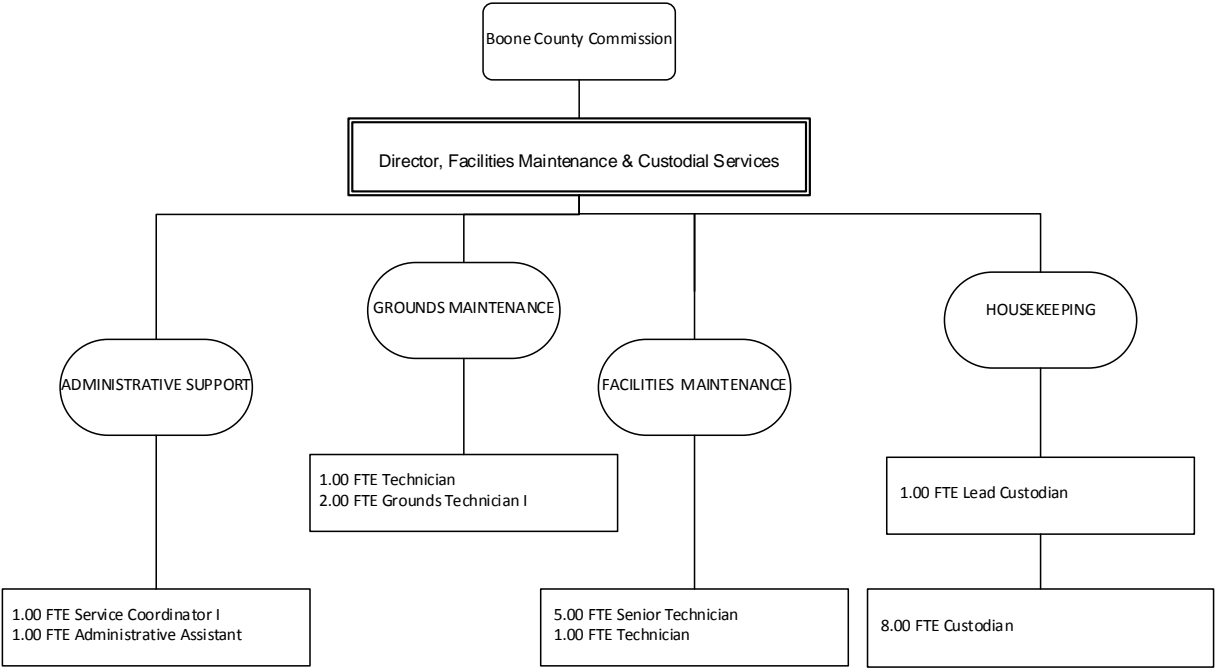 Boone County Commission
Director, Facilities Maintenance & Custodial Services
GROUNDS MAINTENANCE
HOUSEKEEPING
ADMINISTRATIVE SUPPORT
FACILITIES MAINTENANCE
1.00 FTE Technician
2.00 FTE Grounds Technician I
1.00 FTE Lead Custodian
1.00 FTE Service Coordinator I
1.00 FTE Administrative Assistant
5.00 FTE Senior Technician
1.00 FTE Technician
8.00 FTE Custodian